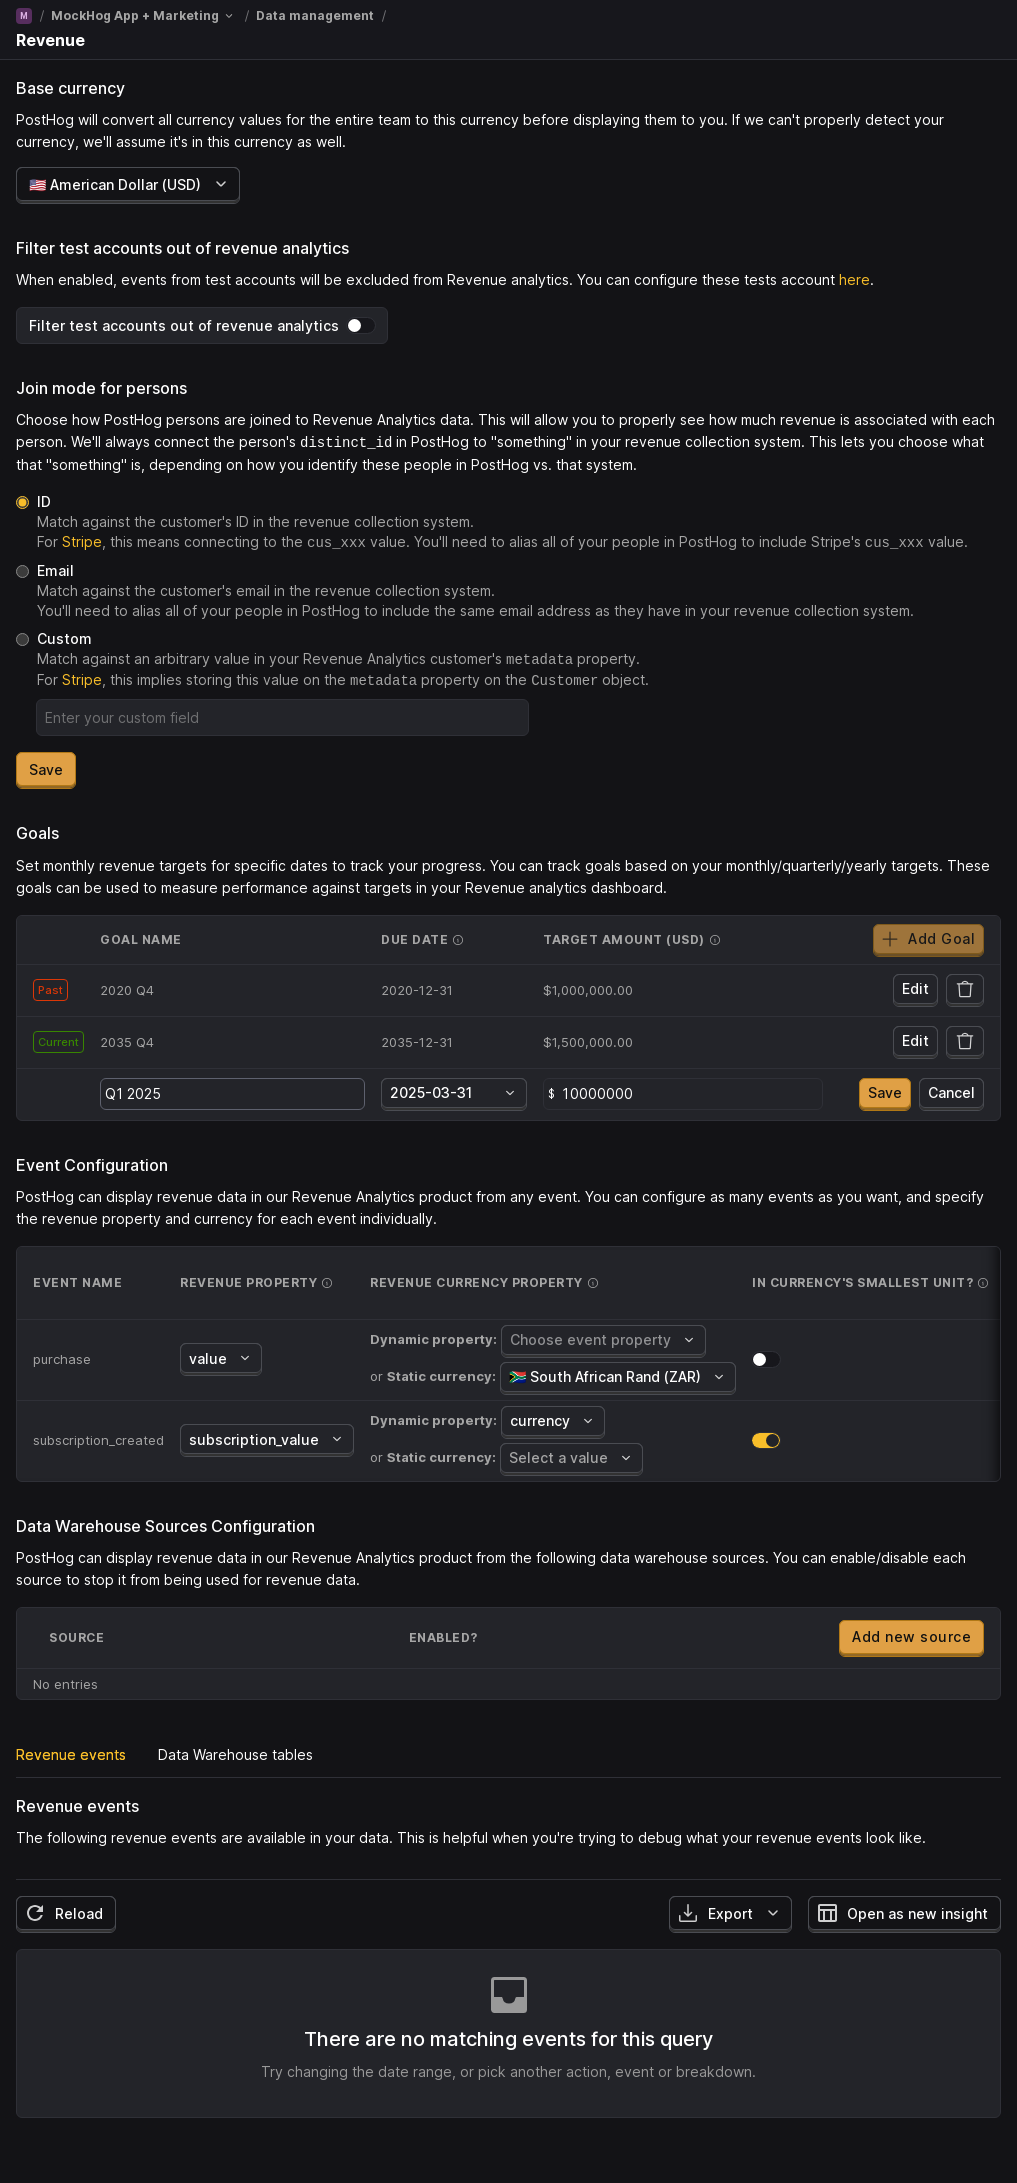 M / MockHog App + Marketing / Data management /
Revenue
Base currency
PostHog will convert all currency values for the entire team to this currency before displaying them to you. If we can't properly detect your
currency, we'll assume it's in this currency as well.
🇺🇸 American Dollar (USD)
Filter test accounts out of revenue analytics
When enabled, events from test accounts will be excluded from Revenue analytics. You can configure these tests account here.
Filter test accounts out of revenue analytics
Join mode for persons
Choose how PostHog persons are joined to Revenue Analytics data. This will allow you to properly see how much revenue is associated with each
person. We'll always connect the person's distinct_id in PostHog to "something" in your revenue collection system. This lets you choose what
that "something" is, depending on how you identify these people in PostHog vs. that system.
ID
Match against the customer's ID in the revenue collection system.
For Stripe, this means connecting to the cus_xxx value. You'll need to alias all of your people in PostHog to include Stripe's cus_xxx value.
Email
Match against the customer's email in the revenue collection system.
You'll need to alias all of your people in PostHog to include the same email address as they have in your revenue collection system.
Custom
Match against an arbitrary value in your Revenue Analytics customer's metadata property.
For Stripe, this implies storing this value on the metadata property on the Customer object.
Enter your custom field
Save
Goals
Set monthly revenue targets for specific dates to track your progress. You can track goals based on your monthly/quarterly/yearly targets. These
goals can be used to measure performance against targets in your Revenue analytics dashboard.
GOAL NAME DUE DATE TARGET AMOUNT (USD) Add Goal
Past 2020 Q4 2020-12-31 $1,000,000.00 Edit
Current 2035 Q4 2035-12-31 $1,500,000.00 Edit
Q1 2025 2025-03-31 $ 10000000 Save Cancel
Event Configuration
PostHog can display revenue data in our Revenue Analytics product from any event. You can configure as many events as you want, and specify
the revenue property and currency for each event individually.
EVENT NAME REVENUE PROPERTY REVENUE CURRENCY PROPERTY IN CURRENCY'S SMALLEST UNIT?
Dynamic property: Choose event property
purchase value
or Static currency: 🇿🇦 South African Rand (ZAR)
Dynamic property: currency
subscription_created subscription_value
or Static currency: Select a value
Data Warehouse Sources Configuration
PostHog can display revenue data in our Revenue Analytics product from the following data warehouse sources. You can enable/disable each
source to stop it from being used for revenue data.
SOURCE ENABLED? Add new source
No entries
Revenue events Data Warehouse tables
Revenue events
The following revenue events are available in your data. This is helpful when you're trying to debug what your revenue events look like.
Reload Export Open as new insight
There are no matching events for this query
Try changing the date range, or pick another action, event or breakdown.